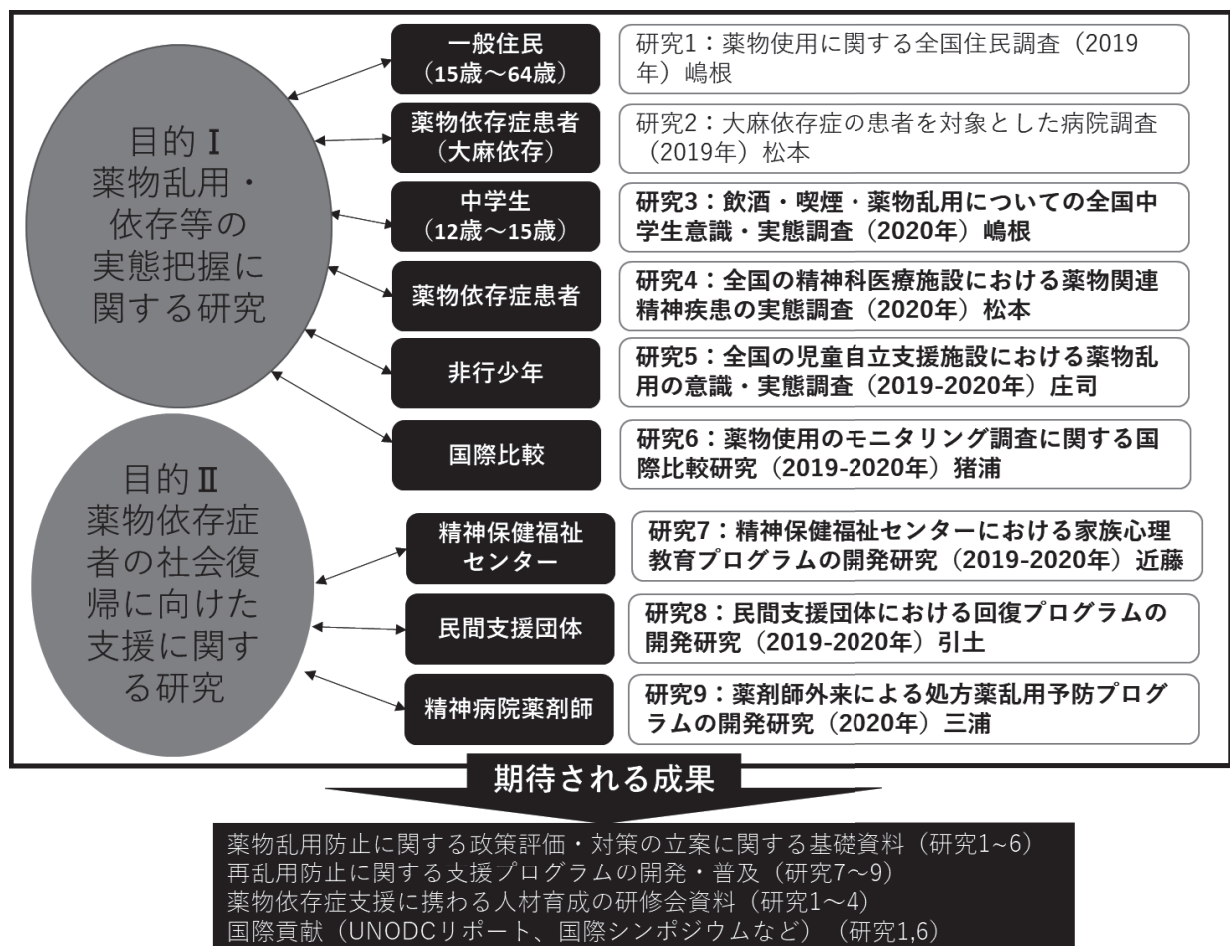 目的Ⅰ
薬物乱用・
依存等の
実態把握に
関する研究
一般住民
（15歳～64歳）
研究1：薬物使用に関する全国住民調査（2019
年）嶋根
薬物依存症患者
（大麻依存）
研究2：大麻依存症の患者を対象とした病院調査
（2019年）松本
中学生
（12歳～15歳）
研究3：飲酒・喫煙・薬物乱用についての全国中
学生意識・実態調査（2020年）嶋根
薬物依存症患者
研究4：全国の精神科医療施設における薬物関連
精神疾患の実態調査（2020年）松本
非行少年
研究5：全国の児童自立支援施設における薬物乱
用の意識・実態調査（2019-2020年）庄司
国際比較
研究6：薬物使用のモニタリング調査に関する国
際比較研究（2019-2020年）猪浦
目的Ⅱ
薬物依存症
者の社会復
帰に向けた
支援に関す
る研究
精神保健福祉
センター
研究7：精神保健福祉センターにおける家族心理
教育プログラムの開発研究（2019-2020年）近藤
民間支援団体
研究8：民間支援団体における回復プログラムの
開発研究（2019-2020年）引土
精神病院薬剤師
研究9：薬剤師外来による処方薬乱用予防プログ
ラムの開発研究（2020年）三浦
期待される成果
薬物乱用防止に関する政策評価・対策の立案に関する基礎資料（研究1~6）
再乱用防止に関する支援プログラムの開発・普及（研究7～9）
薬物依存症支援に携わる人材育成の研修会資料（研究1～4）
国際貢献（UNODCリポート、国際シンポジウムなど）（研究1,6）